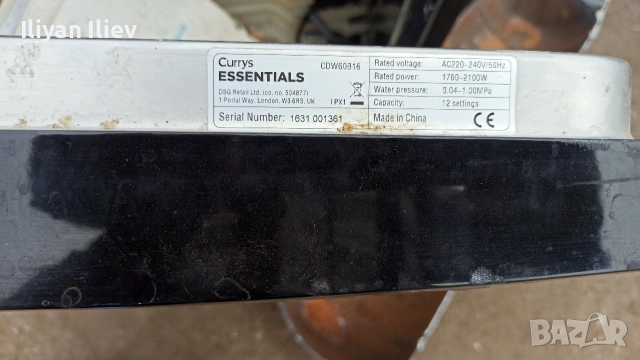 Iliyan Iliev
Currys
ESSENTIALS
CDW60B16
DSG Retail Ltd. (co. no. 504877)
1 Portal Way, London, W3 6RS, UK
IPX1
Serial Number: 1631 001361
Rated voltage: AC220-240V/50Hz
Rated power: 1760-2100W
Water pressure: 0.04-1.00MPa
Capacity: 12 settings
Made in China
CE
BAZAR.bg